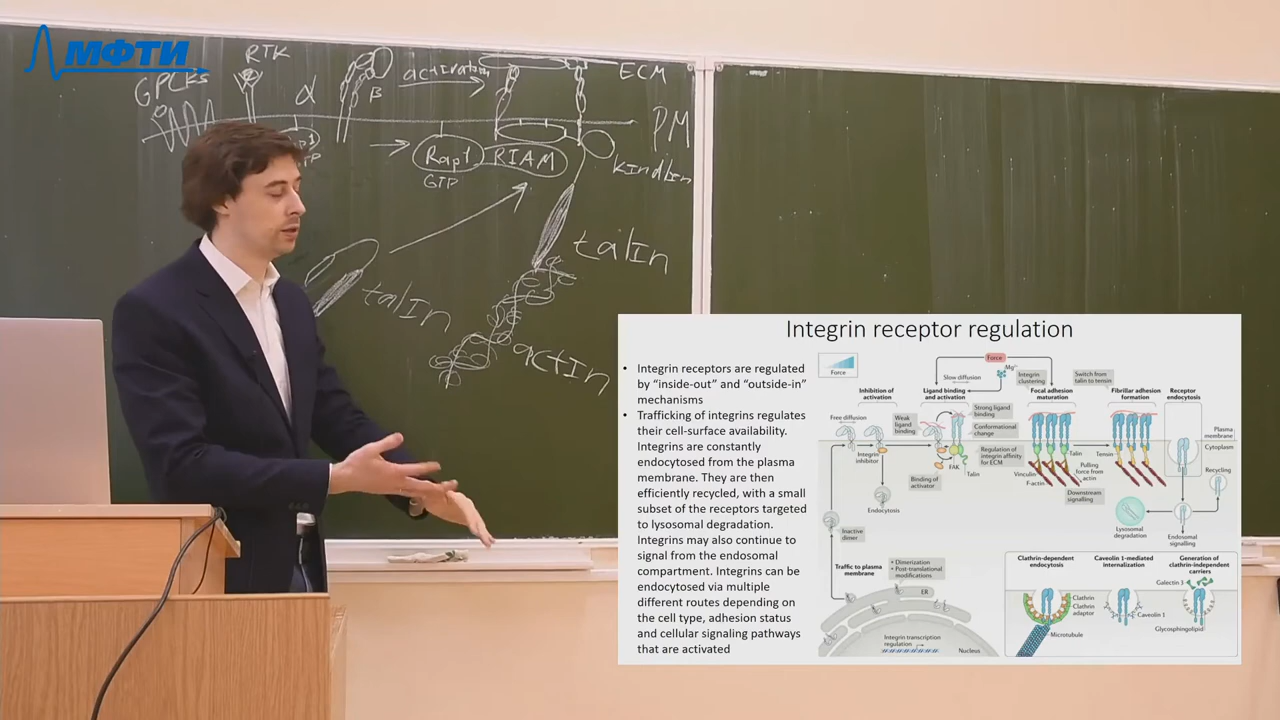 МФТИ
RTK
GPCRs
α
β
activation
ECM
PM
Rap1
GTP
RIAM
kindlin
talin
talin
actin
Integrin receptor regulation
• Integrin receptors are regulated
by “inside-out” and “outside-in”
mechanisms
• Trafficking of integrins regulates
their cell-surface availability.
Integrins are constantly
endocytosed from the plasma
membrane. They are then
efficiently recycled, with a small
subset of the receptors targeted
to lysosomal degradation.
Integrins may also continue to
signal from the endosomal
compartment. Integrins can be
endocytosed via multiple
different routes depending on
the cell type, adhesion status
and cellular signaling pathways
that are activated
Force
Force
Mg²⁺
Slow diffusion
Integrin
clustering
Switch from
talin to tensin
Inhibition of
activation
Ligand binding
and activation
Focal adhesion
maturation
Fibrillar adhesion
formation
Receptor
endocytosis
Free diffusion
Weak
ligand
binding
Strong ligand
binding
Conformational
change
Plasma
membrane
Cytoplasm
Integrin
inhibitor
FAK
Talin
Regulation of
integrin affinity
for ECM
Binding of
activator
Talin
Vinculin
F-actin
Pulling
force from
actin
Tensin
Downstream
signalling
Recycling
Endocytosis
Lysosomal
degradation
Endosomal
signalling
Inactive
dimer
Traffic to plasma
membrane
• Dimerization
• Post-translational
modifications
ER
Integrin transcription
regulation
Nucleus
Clathrin-dependent
endocytosis
Caveolin 1-mediated
internalization
Generation of
clathrin-independent
carriers
Galectin 3
Clathrin
Clathrin
adaptor
Microtubule
Caveolin 1
Glycosphingolipid